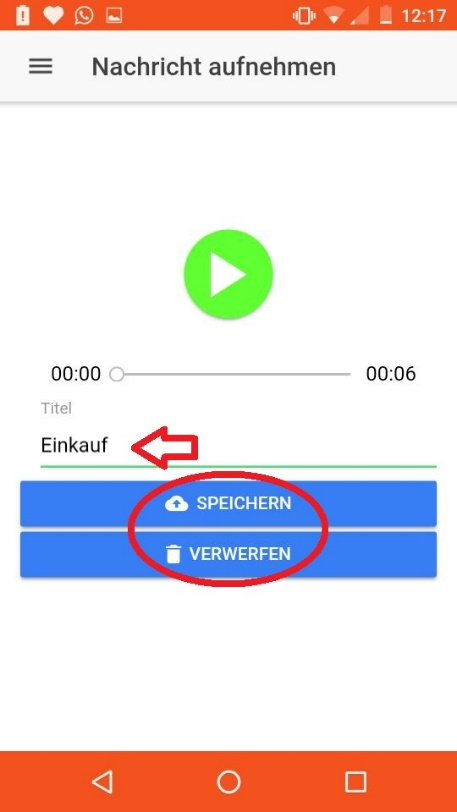 12:17
Nachricht aufnehmen
00:00 00:06
Titel
Einkauf
SPEICHERN
VERWERFEN